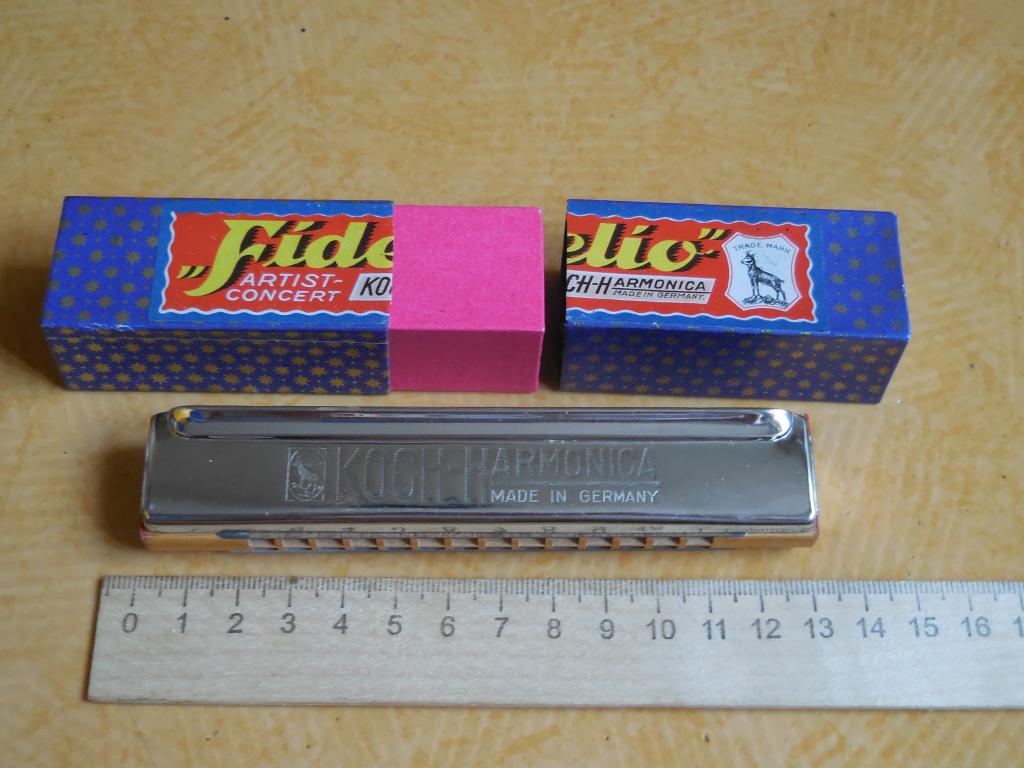 „Fide
ARTIST-
CONCERT
KO
elio"
CH-HARMONICA
MADE IN GERMANY.
TRADE MARK
KOCH-HARMONICA
MADE IN GERMANY
0 1 2 3 4 5 6 7 8 9 10 11 12 13 14 15 16